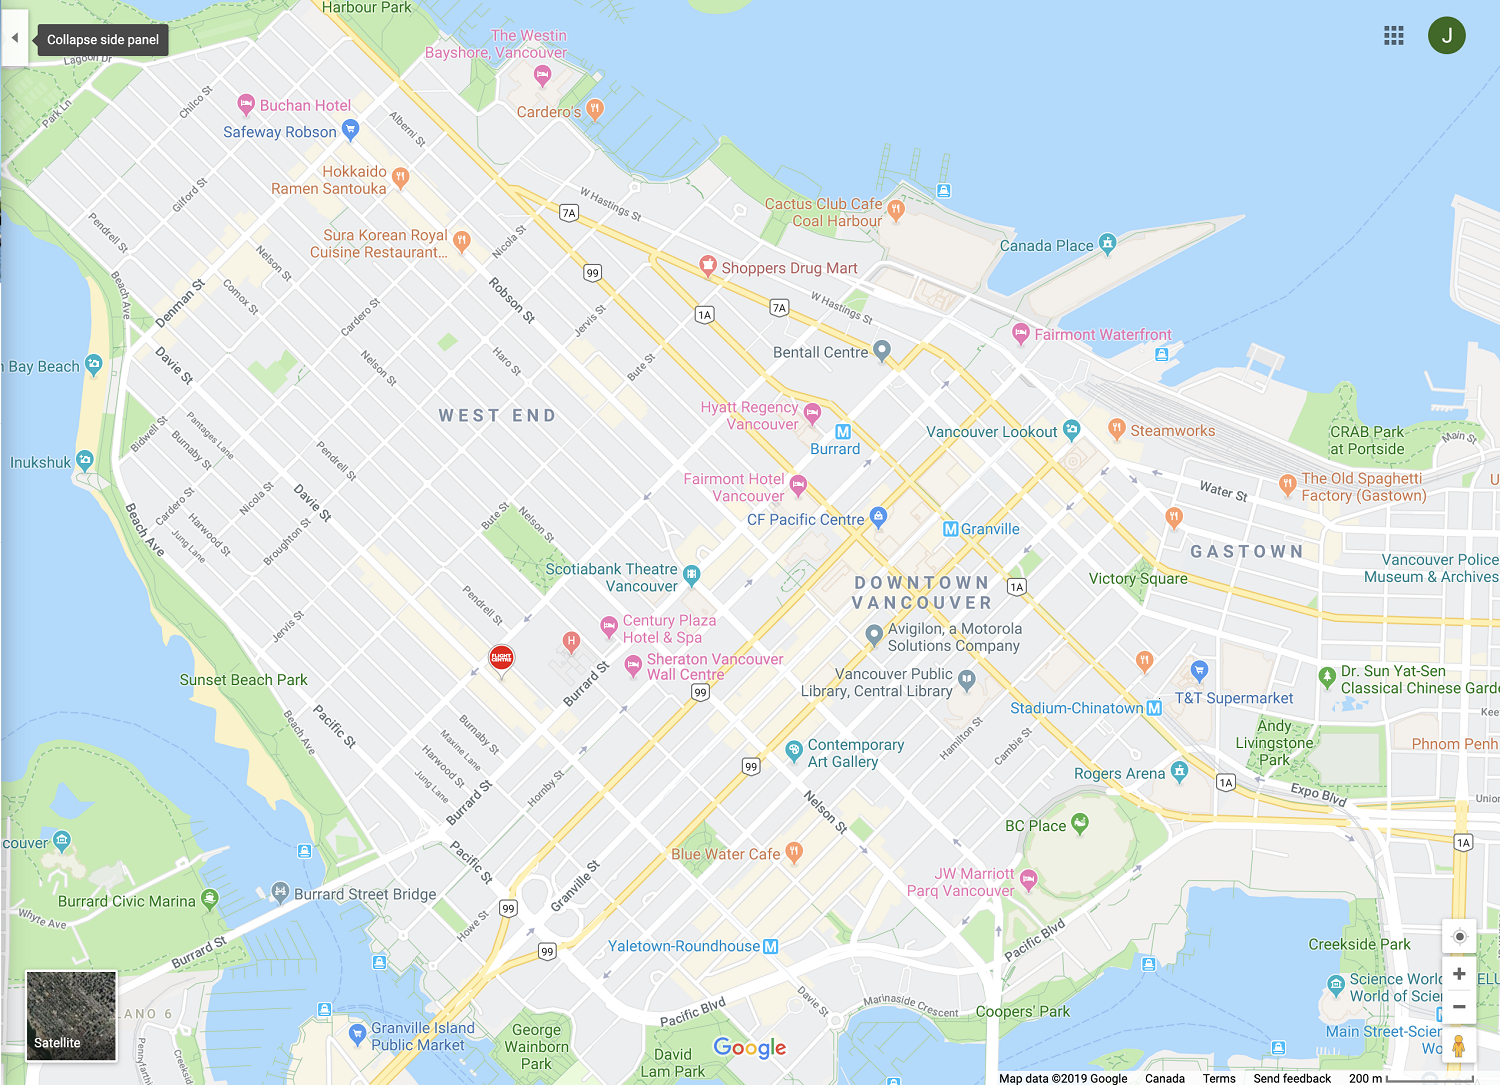 Harbour Park
Collapse side panel
J
The Westin
Bayshore, Vancouver
Lagoon Dr
Chilco St
Park Ln
Buchan Hotel
Cardero's
Safeway Robson
Alberni St
Hokkaido
Ramen Santouka
Gilford St
W Hastings St
7A
Cactus Club Cafe
Coal Harbour
Pendrell St
Sura Korean Royal
Cuisine Restaurant...
Nicola St
Canada Place
Nelson St
99
Shoppers Drug Mart
Beach Ave
Comox St
Denman St
Robson St
Cardero St
Jervis St
1A
7A
W Hastings St
Fairmont Waterfront
Bentall Centre
Davie St
n Bay Beach
Nelson St
Haro St
Bute St
WEST END
Hyatt Regency
Vancouver
Burrard
Vancouver Lookout
Steamworks
CRAB Park
at Portside
Main St
Bidwell St
Pantages Lane
Burnaby St
Pendrell St
Inukshuk
Fairmont Hotel
Vancouver
The Old Spaghetti
Factory (Gastown)
U
Water St
Cardero St
Nicola St
Davie St
Harwood St
Jung Lane
Broughton St
Beach Ave
Bute St
Nelson St
CF Pacific Centre
M
Granville
GASTOWN
Scotiabank Theatre
Vancouver
DOWNTOWN
VANCOUVER
1A
Victory Square
Vancouver Police
Museum & Archives
Pendrell St
Jervis St
Century Plaza
Hotel & Spa
H
Avigilon, a Motorola
Solutions Company
FLIGHT
CENTRE
Sheraton Vancouver
Wall Centre
Sunset Beach Park
Burrard St
99
Vancouver Public
Library, Central Library
T&T Supermarket
Dr. Sun Yat-Sen
Classical Chinese Garde
Stadium-Chinatown
M
Kee
Beach Ave
Pacific St
Burnaby St
Maxine Lane
Harwood St
Jung Lane
Hamilton St
Cambie St
Andy
Livingstone
Park
Phnom Penh
Contemporary
Art Gallery
99
Hornby St
Burrard St
Rogers Arena
1A
Expo Blvd
Union
Nelson St
BC Place
couver
Pacific St
Blue Water Cafe
1A
JW Marriott
Parq Vancouver
Burrard Street Bridge
Burrard Civic Marina
Granville St
99
Whyte Ave
Howe St
Burrard St
99
Yaletown-Roundhouse
M
Pacific Blvd
Creekside Park
Science World
World of Scie
ELU
LANO 6
Satellite
Davie St
Marinaside Crescent
Coopers' Park
Pacific Blvd
Granville Island
Public Market
George
Wainborn
Park
David
Lam Park
Google
Main Street-Scien
Wo
Map data ©2019 Google
Canada
Terms
Send feedback
200 m